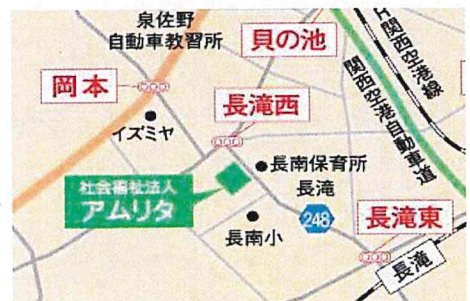 泉佐野
自動車教習所
貝の池
関西空港線
関西空港自動車道
岡本
イズミヤ
長滝西
長南保育所
長滝
社会福祉法人
アムリタ
長南小
248
長滝東
長滝